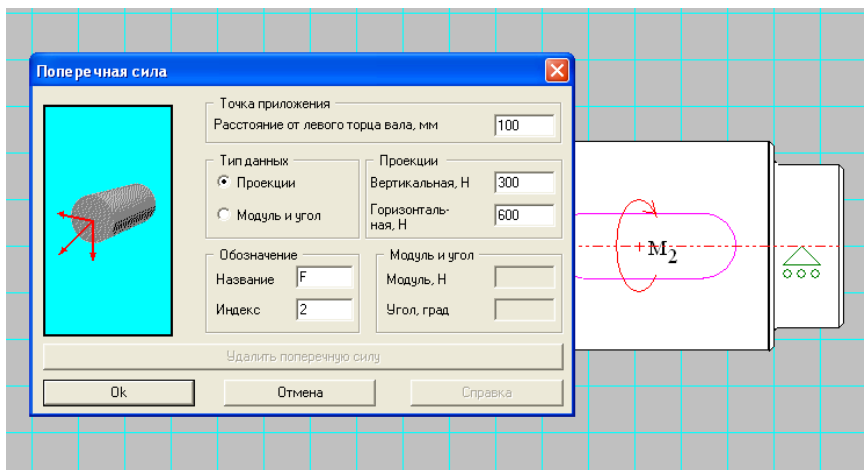 Поперечная сила
Точка приложения
Расстояние от левого торца вала, мм 100
Тип данных
Проекции
Модуль и угол
Проекции
Вертикальная, Н 300
Горизонталь-
ная, Н 600
Обозначение
Название F
Индекс 2
Модуль и угол
Модуль, Н
Угол, град
Удалить поперечную силу
Ok Отмена Справка
M2